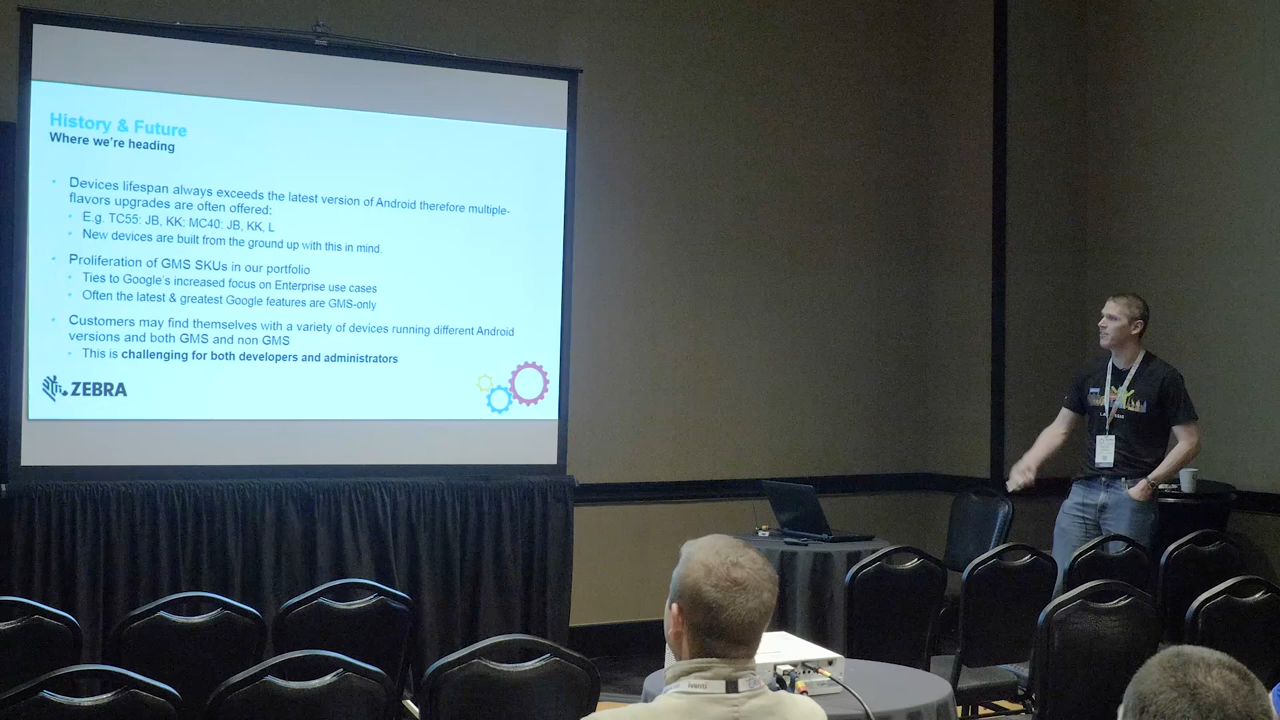 History & Future
Where we're heading
Devices lifespan always exceeds the latest version of Android therefore multiple-
flavors upgrades are often offered:
E.g. TC55: JB, KK; MC40: JB, KK, L
New devices are built from the ground up with this in mind.
Proliferation of GMS SKUs in our portfolio
Ties to Google's increased focus on Enterprise use cases
Often the latest & greatest Google features are GMS-only
Customers may find themselves with a variety of devices running different Android
versions and both GMS and non GMS
This is challenging for both developers and administrators
ZEBRA